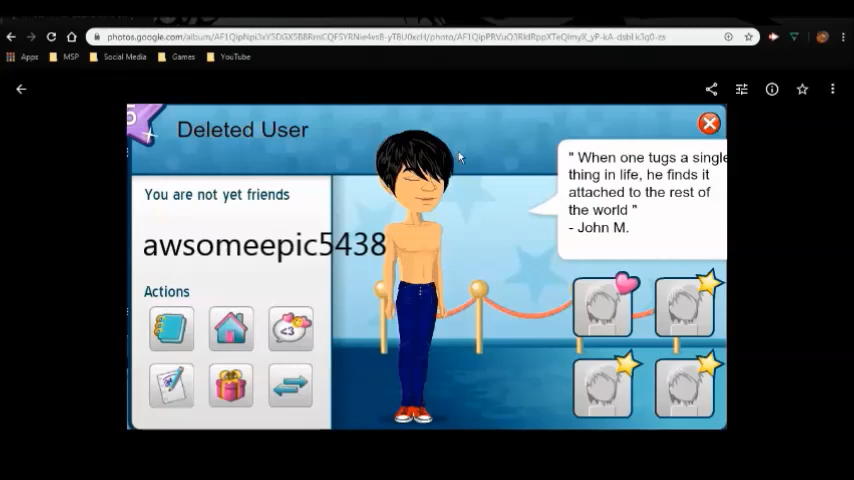 Apps
MSP
Social Media
Games
YouTube
Deleted User
You are not yet friends
awsomeepic5438
Actions
<3
" When one tugs a single
thing in life, he finds it
attached to the rest of
the world "
- John M.